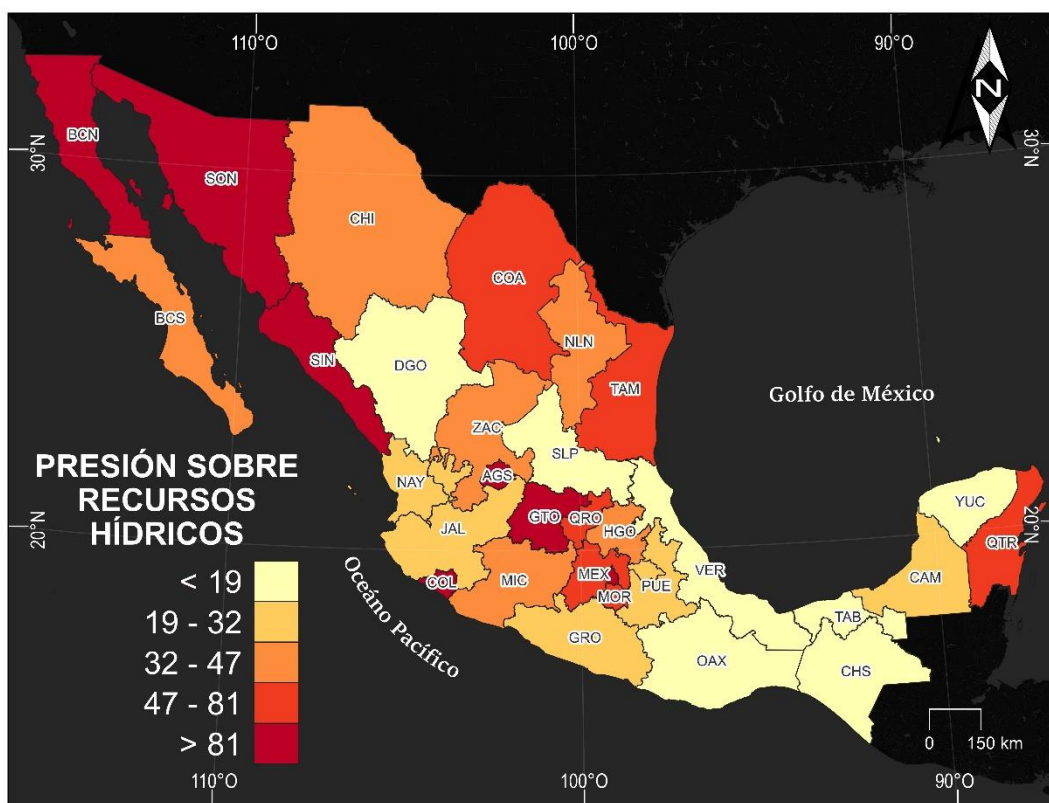 110°O
100°O
90°O
N
30°N
30°N
BCN
SON
CHI
COA
BCS
NLN
SIN
DGO
TAM
Golfo de México
ZAC
SLP
PRESIÓN SOBRE
RECURSOS
HÍDRICOS
NAY
AGS
YUC
20°N
20°N
JAL
GTO
QRO
HGO
QTR
< 19
COL
MIC
MEX
MOR
PUE
VER
CAM
19 - 32
Oceáno Pacífico
GRO
TAB
32 - 47
OAX
CHS
47 - 81
> 81
0 150 km
110°O
100°O
90°O